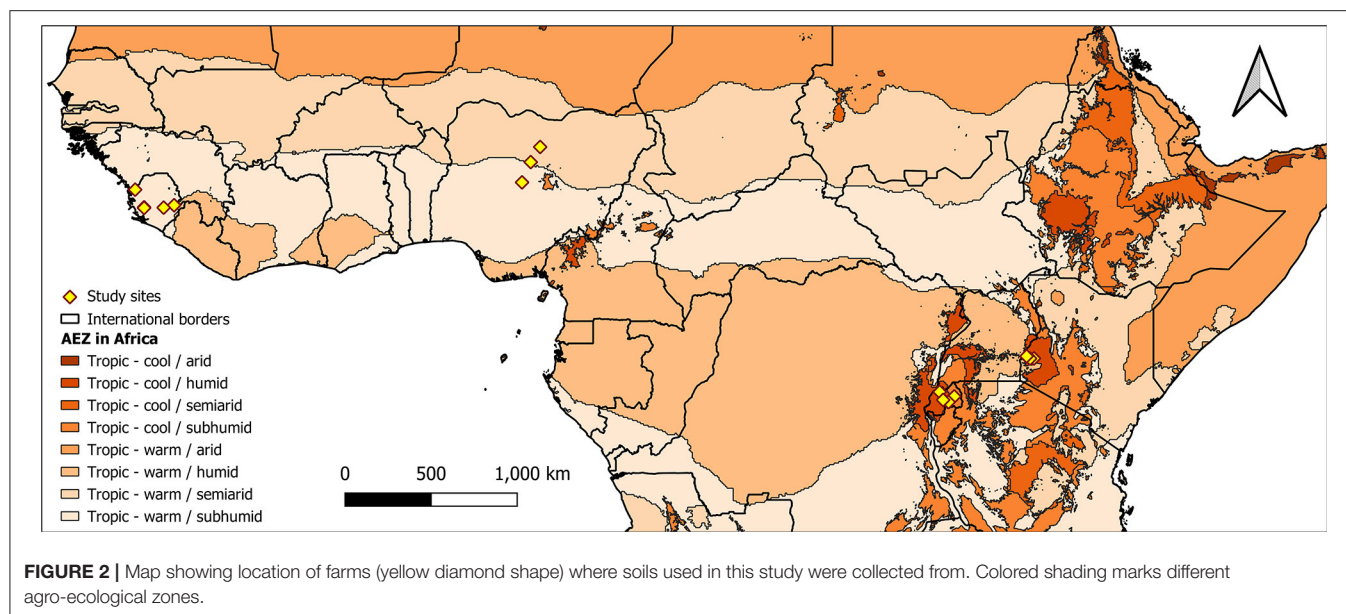 Study sites
International borders
AEZ in Africa
Tropic - cool / arid
Tropic - cool / humid
Tropic - cool / semiarid
Tropic - cool / subhumid
Tropic - warm / arid
Tropic - warm / humid
Tropic - warm / semiarid
Tropic - warm / subhumid
0 500 1,000 km
FIGURE 2 | Map showing location of farms (yellow diamond shape) where soils used in this study were collected from. Colored shading marks different
agro-ecological zones.